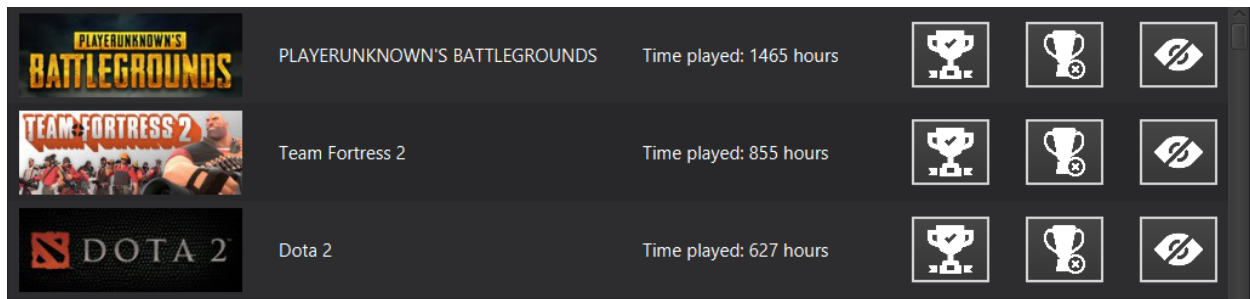 PLAYERUNKNOWN'S
BATTLEGROUNDS
PLAYERUNKNOWN'S BATTLEGROUNDS
Time played: 1465 hours
TEAM FORTRESS 2
Team Fortress 2
Time played: 855 hours
DOTA 2
Dota 2
Time played: 627 hours